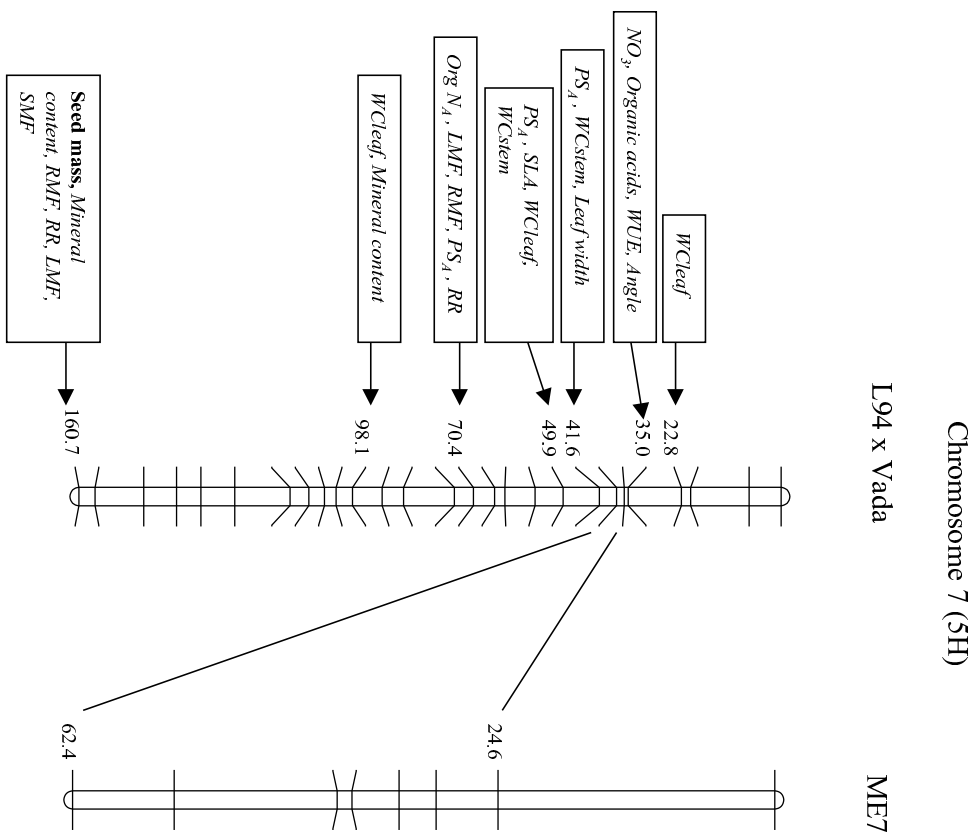 Chromosome 7 (5H)
L94 x Vada
ME7
WCleaf
22.8
NO3, Organic acids, WUE, Angle
35.0
PSA , WCstem, Leaf width
41.6
PSA , SLA, WCleaf,
WCstem
49.9
Org NA , LMF, RMF, PSA , RR
70.4
WCleaf, Mineral content
98.1
Seed mass, Mineral
content, RMF, RR, LMF,
SMF
160.7
24.6
62.4